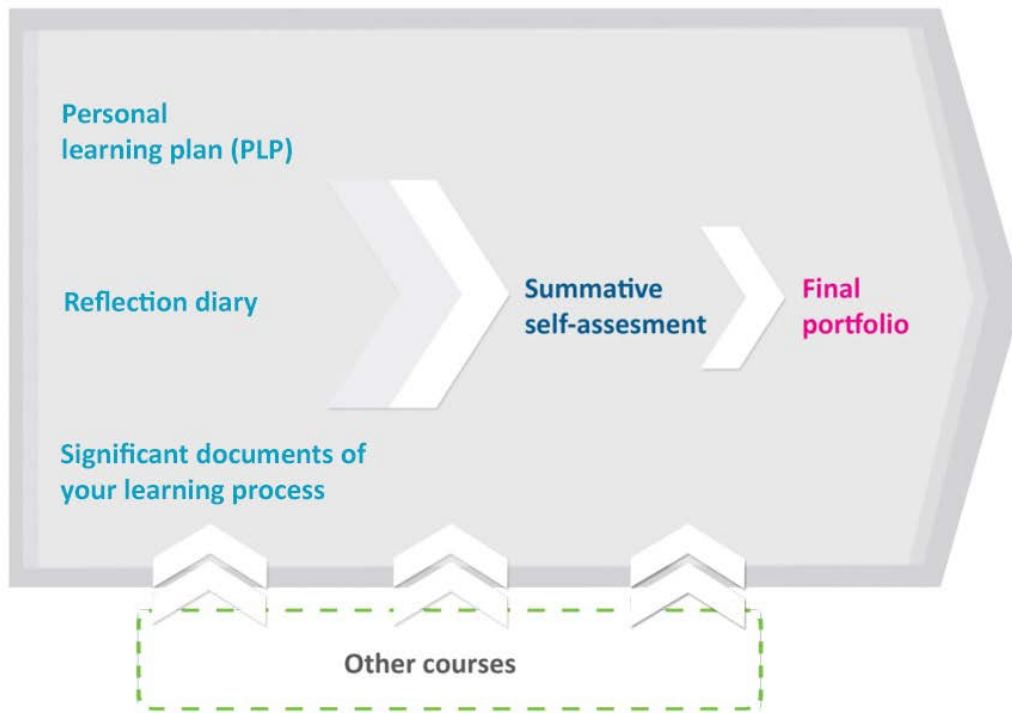 Personal
learning plan (PLP)
Reflection diary
Summative
self-assesment
Final
portfolio
Significant documents of
your learning process
Other courses